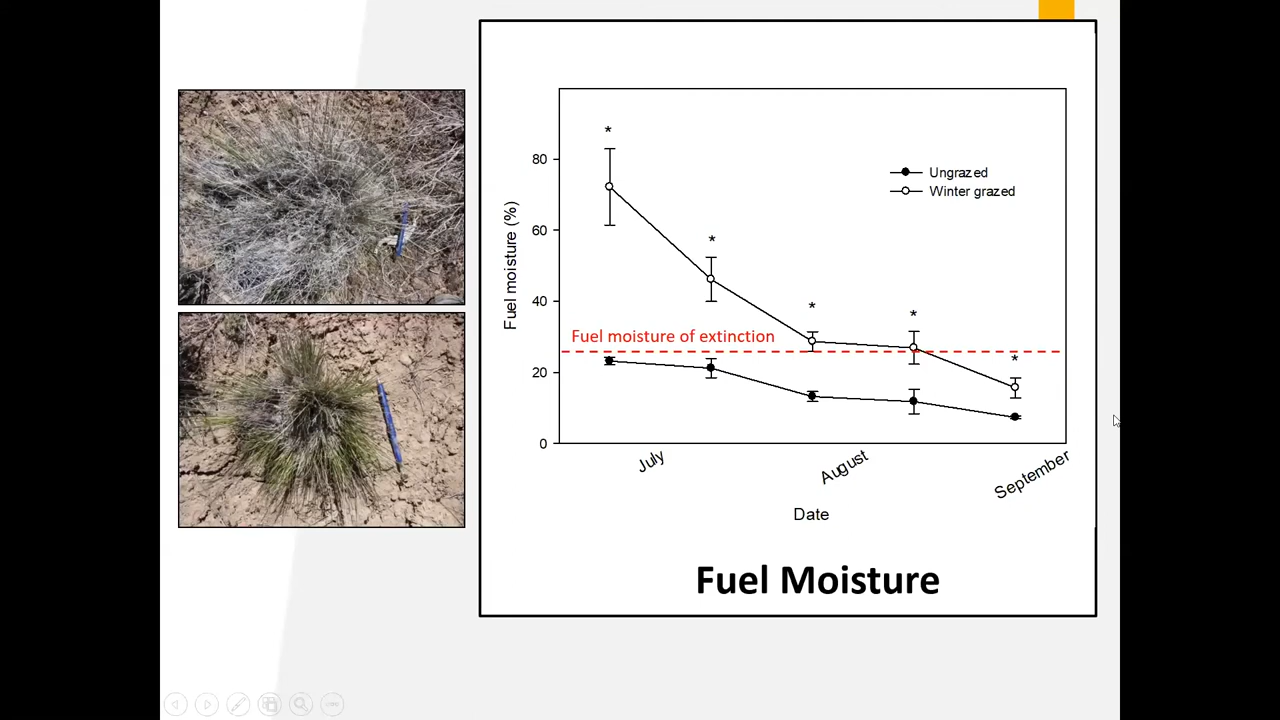 *
80
Ungrazed
Winter grazed
*
60
Fuel moisture (%)
*
*
40
Fuel moisture of extinction
*
20
0
July
August
September
Date
Fuel Moisture